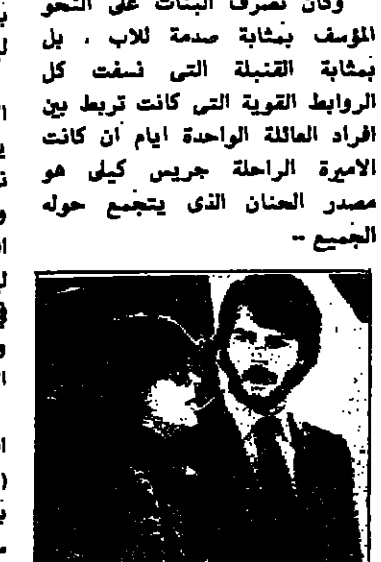 وكان تصرف البنات على النحو
المؤسف بمثابة صدمة للاب ، بل
بمثابة القنبلة التى نسفت كل
الروابط القوية التى كانت تربط بين
افراد العائلة الواحدة ايام ان كانت
الاميرة الراحلة جريس كيلى هو
مصدر الحنان الذى يتجمع حوله
الجميع --